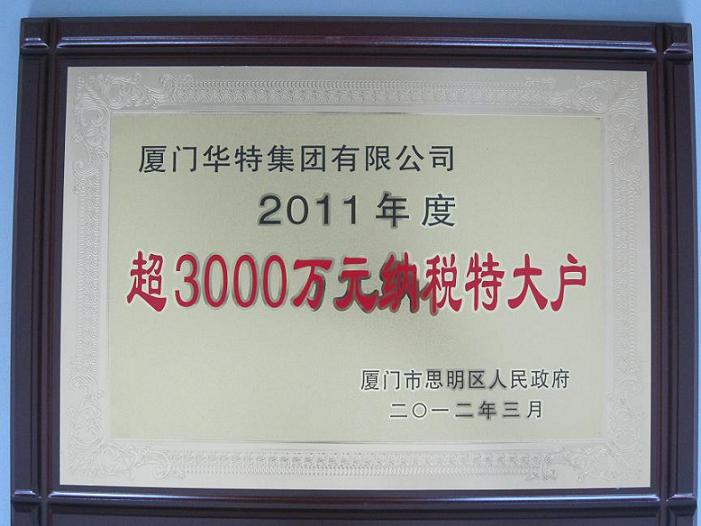 厦门华特集团有限公司
2011年度
超3000万元纳税特大户
厦门市思明区人民政府
二〇一二年三月